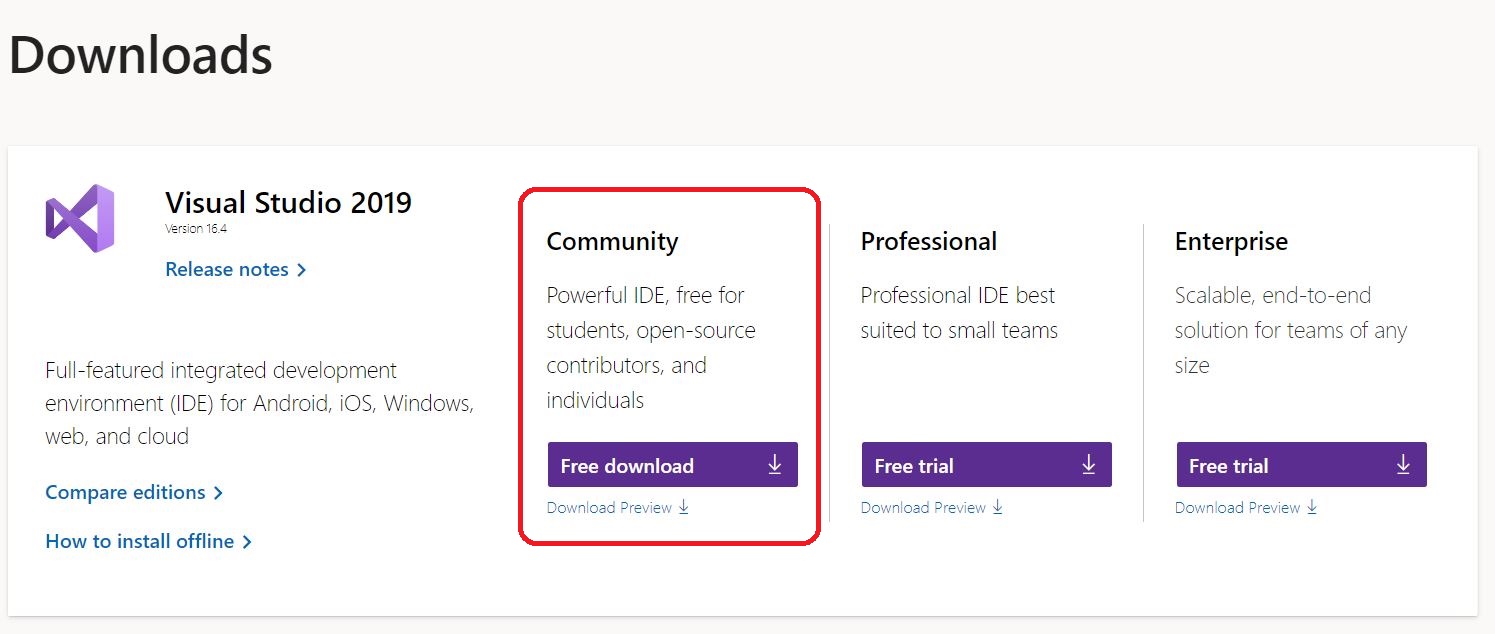 Downloads
Visual Studio 2019
Version 16.4
Release notes
Full-featured integrated development
environment (IDE) for Android, iOS, Windows,
web, and cloud
Compare editions
How to install offline
Community
Powerful IDE, free for
students, open-source
contributors, and
individuals
Free download
Download Preview
Professional
Professional IDE best
suited to small teams
Free trial
Download Preview
Enterprise
Scalable, end-to-end
solution for teams of any
size
Free trial
Download Preview